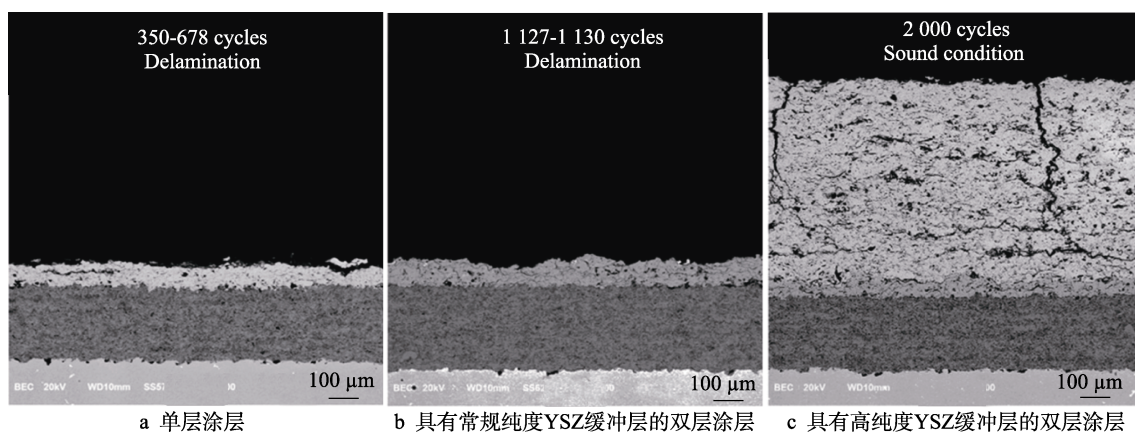 350-678 cycles
Delamination
1 127-1 130 cycles
Delamination
2 000 cycles
Sound condition
BEC 20kV WD10mm SS5
100 µm
BEC 20kV WD10mm SS5
100 µm
BEC 20kV WD10mm
100 µm
a 单层涂层
b 具有常规纯度YSZ缓冲层的双层涂层
c 具有高纯度YSZ缓冲层的双层涂层